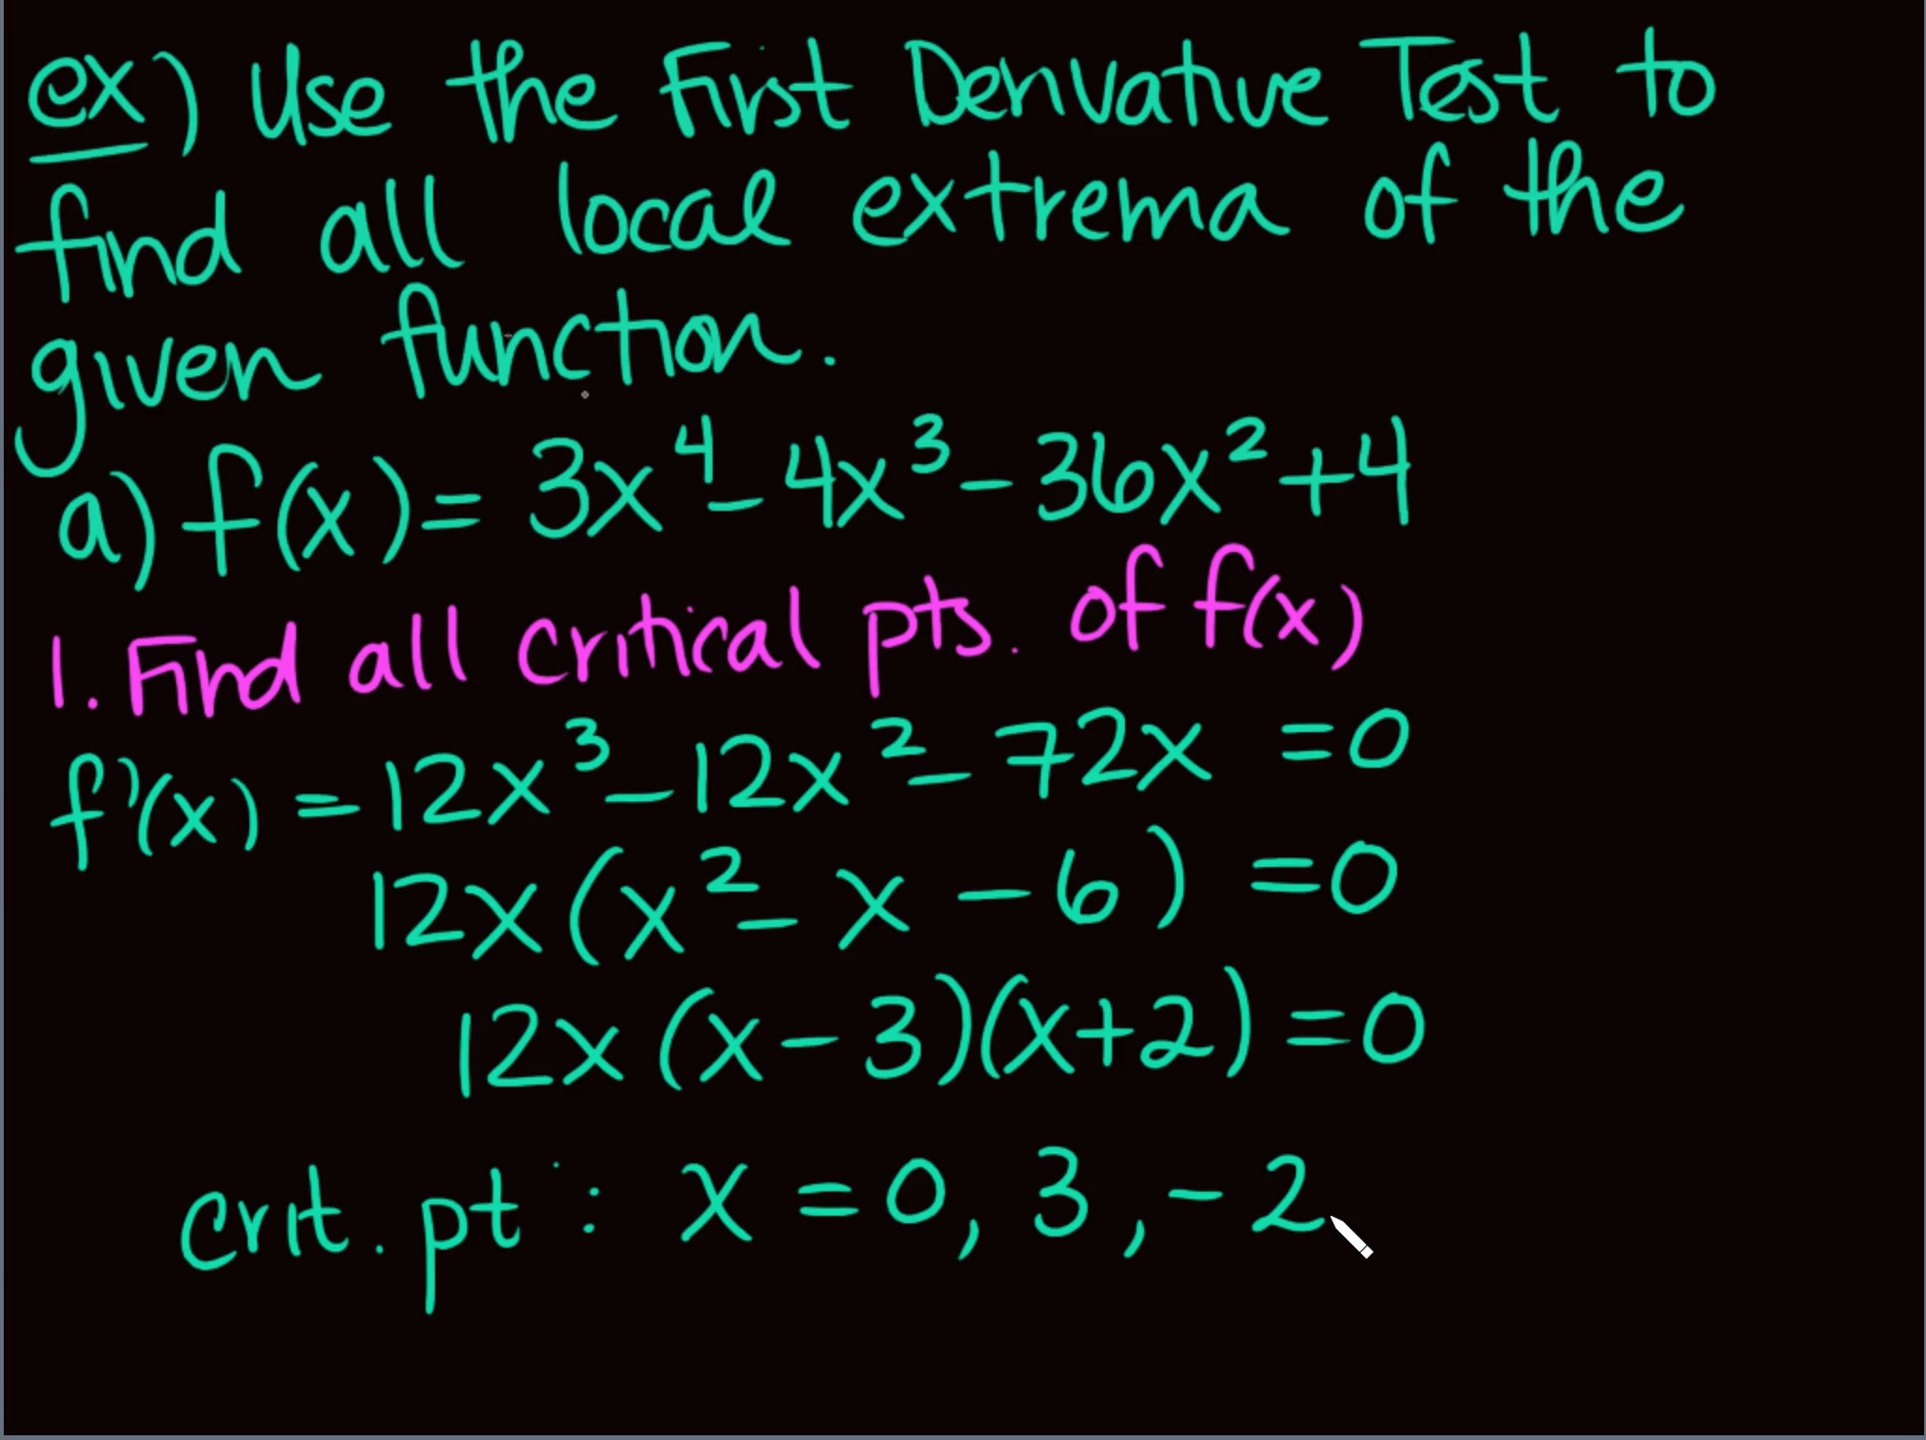 ex) Use the First Derivative Test to
find all local extrema of the
given function.
a) f(x) = 3x⁴ - 4x³ - 36x² + 4
1. Find all critical pts. of f(x)
f'(x) = 12x³ - 12x² - 72x = 0
12x(x² - x - 6) = 0
12x(x - 3)(x + 2) = 0
crit. pt : x = 0, 3, -2